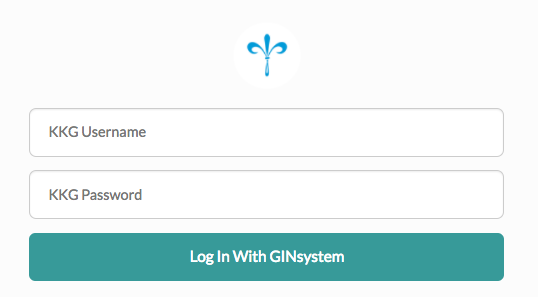 KKG Username
KKG Password
Log In With GINsystem